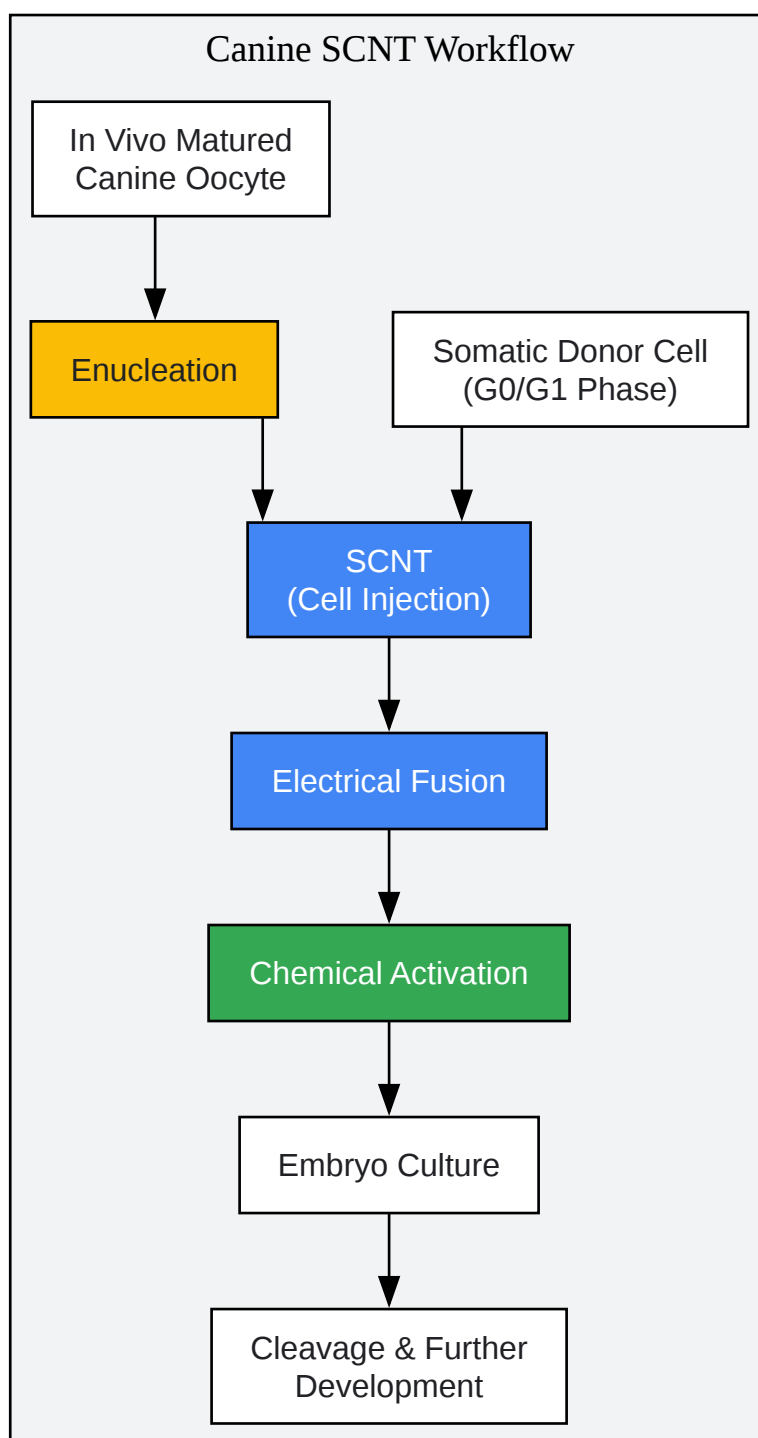 Canine SCNT Workflow
In Vivo Matured
Canine Oocyte
Enucleation
Somatic Donor Cell
(G0/G1 Phase)
SCNT
(Cell Injection)
Electrical Fusion
Chemical Activation
Embryo Culture
Cleavage & Further
Development